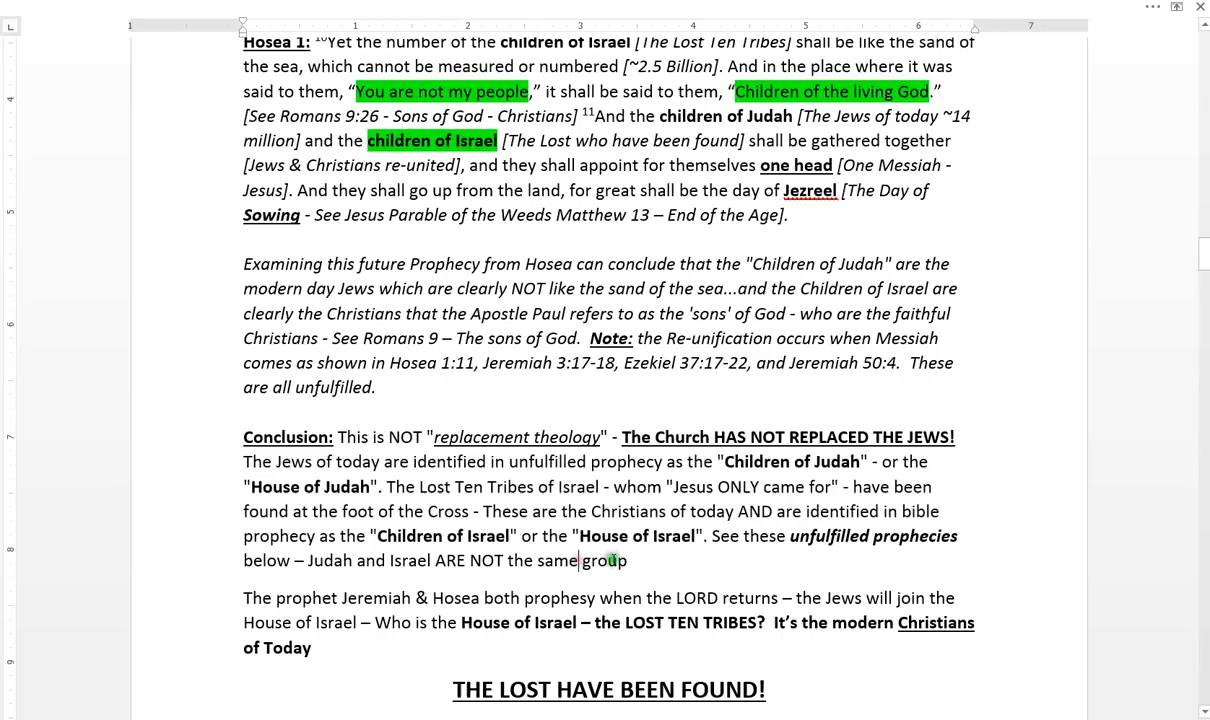 1 1 2 3 4 5 6 7
Hosea 1: 10Yet the number of the children of Israel [The Lost Ten Tribes] shall be like the sand of
the sea, which cannot be measured or numbered [~2.5 Billion]. And in the place where it was
said to them, “You are not my people,” it shall be said to them, “Children of the living God.”
[See Romans 9:26 - Sons of God - Christians] 11And the children of Judah [The Jews of today ~14
million] and the children of Israel [The Lost who have been found] shall be gathered together
[Jews & Christians re-united], and they shall appoint for themselves one head [One Messiah -
Jesus]. And they shall go up from the land, for great shall be the day of Jezreel [The Day of
Sowing - See Jesus Parable of the Weeds Matthew 13 – End of the Age].
Examining this future Prophecy from Hosea can conclude that the "Children of Judah" are the
modern day Jews which are clearly NOT like the sand of the sea...and the Children of Israel are
clearly the Christians that the Apostle Paul refers to as the 'sons' of God - who are the faithful
Christians - See Romans 9 – The sons of God. Note: the Re-unification occurs when Messiah
comes as shown in Hosea 1:11, Jeremiah 3:17-18, Ezekiel 37:17-22, and Jeremiah 50:4. These
are all unfulfilled.
Conclusion: This is NOT "replacement theology" - The Church HAS NOT REPLACED THE JEWS!
The Jews of today are identified in unfulfilled prophecy as the "Children of Judah" - or the
"House of Judah". The Lost Ten Tribes of Israel - whom "Jesus ONLY came for" - have been
found at the foot of the Cross - These are the Christians of today AND are identified in bible
prophecy as the "Children of Israel" or the "House of Israel". See these unfulfilled prophecies
below – Judah and Israel ARE NOT the same group
The prophet Jeremiah & Hosea both prophesy when the LORD returns – the Jews will join the
House of Israel – Who is the House of Israel – the LOST TEN TRIBES? It’s the modern Christians
of Today
THE LOST HAVE BEEN FOUND!
4
5
6
7
8
9